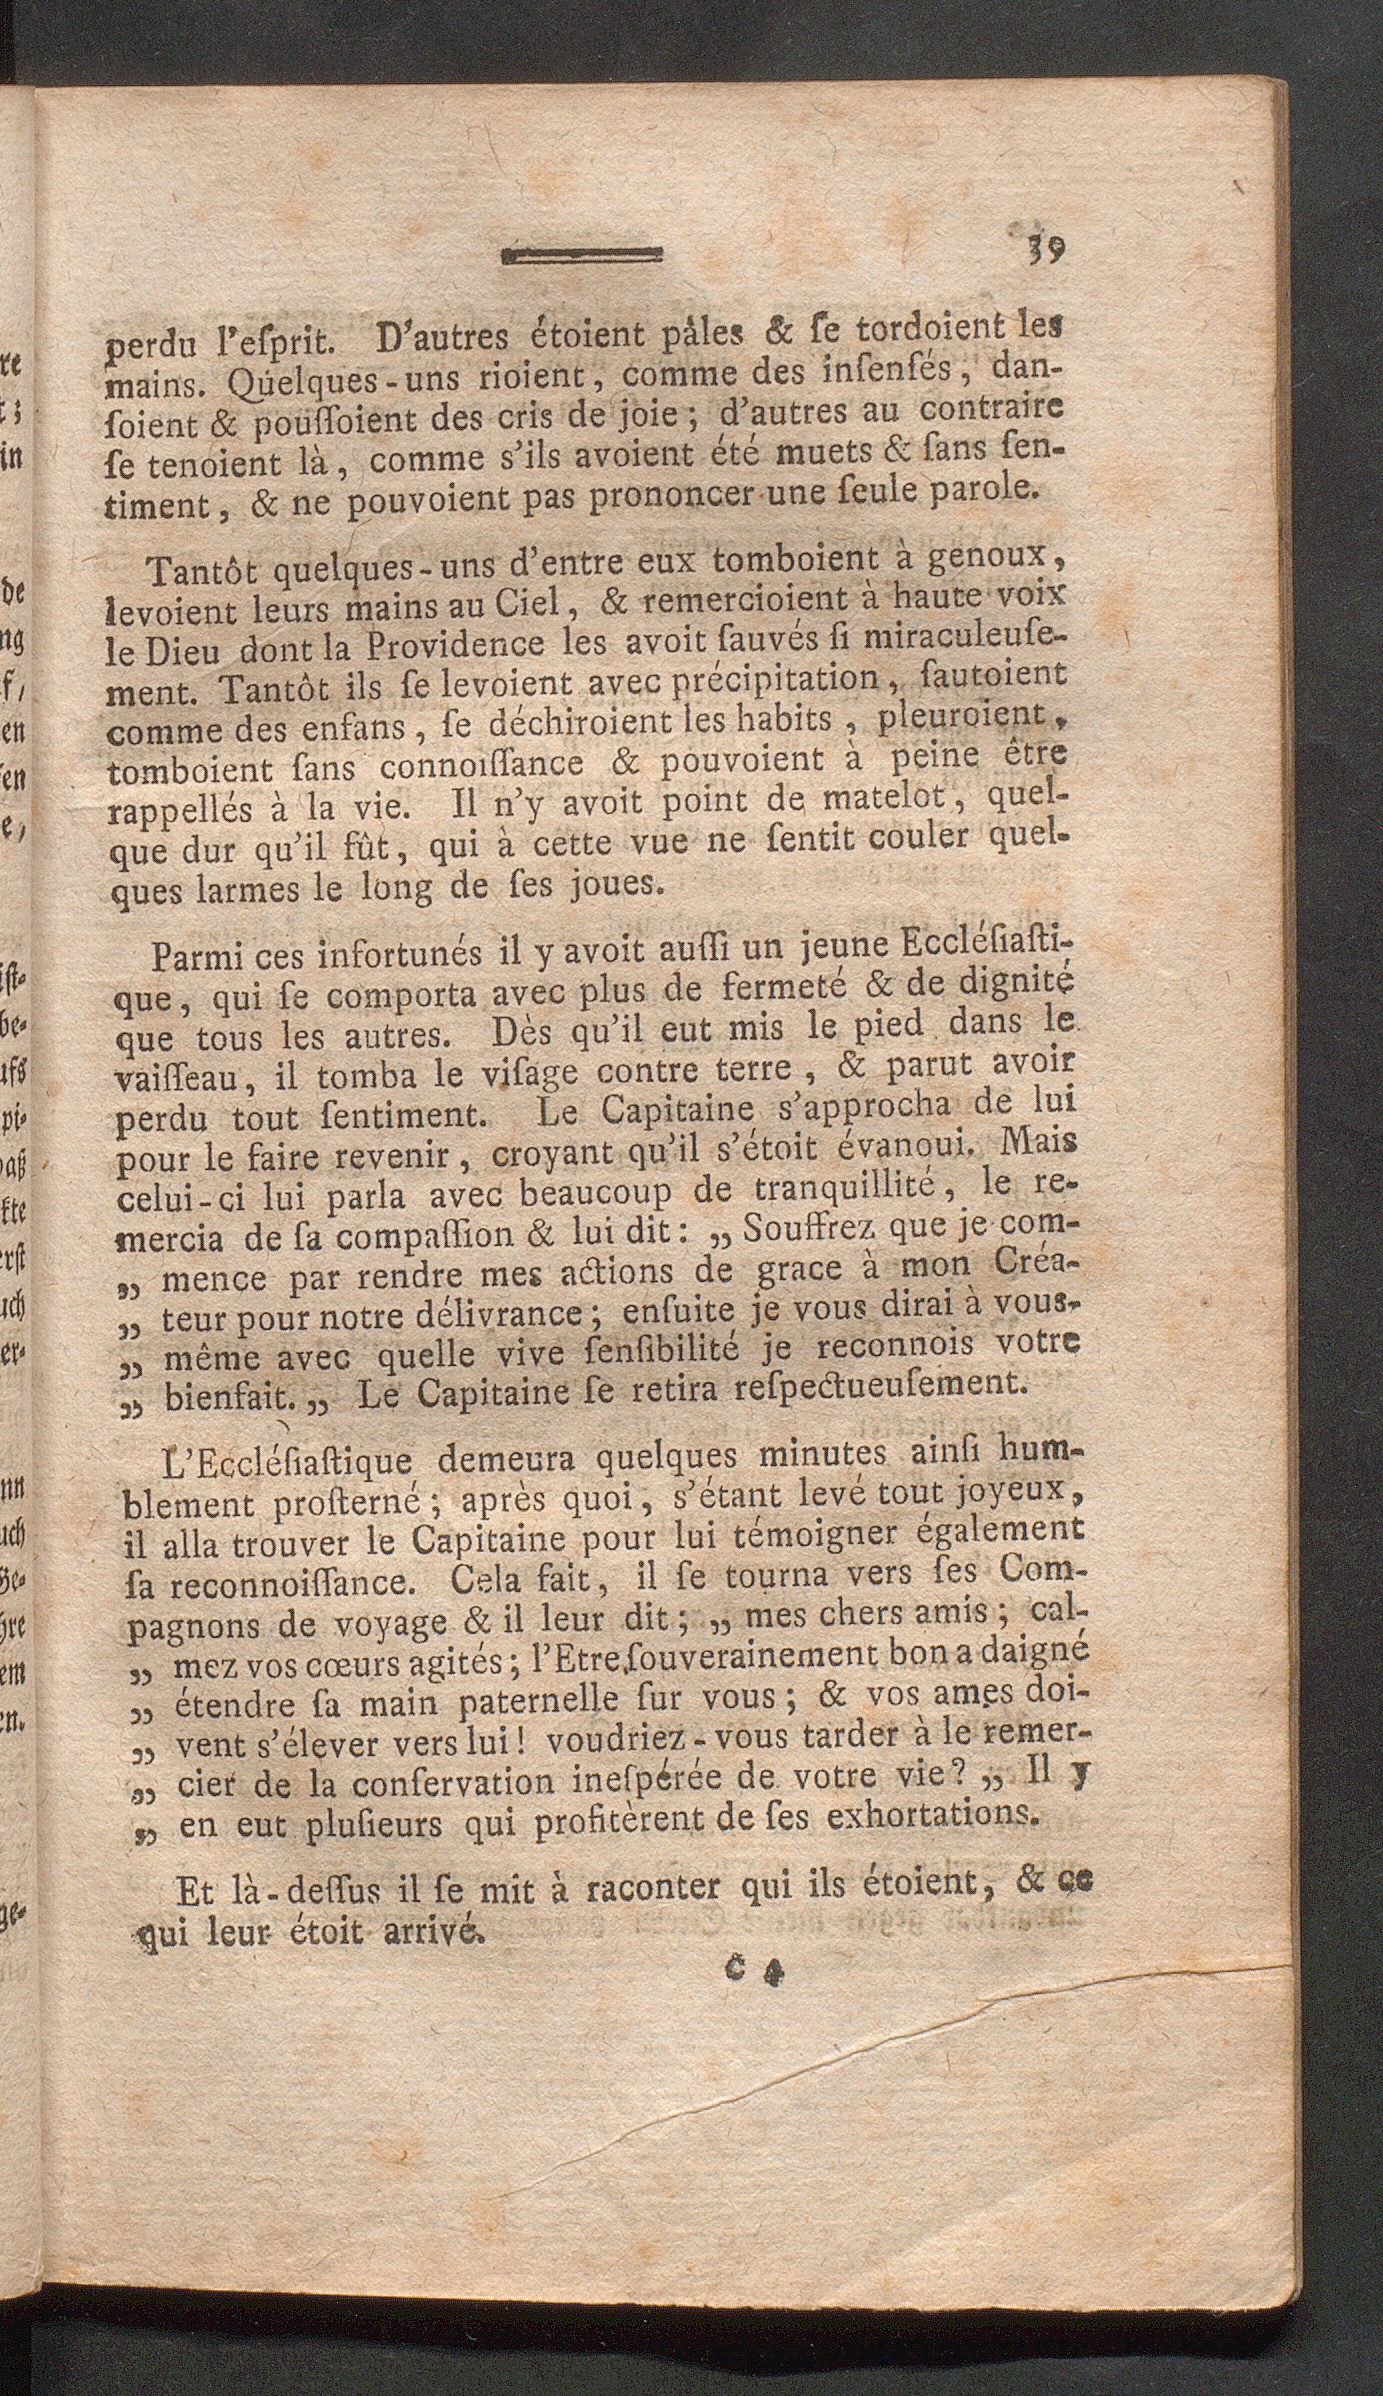 39
perdu l'eſprit. D'autres étoient pâles & ſe tordoient les
mains. Quelques-uns rioient, comme des inſenſés, dan-
ſoient & pouſſoient des cris de joie; d'autres au contraire
ſe tenoient là, comme s'ils avoient été muets & ſans ſen-
timent, & ne pouvoient pas prononcer une ſeule parole.
Tantôt quelques-uns d'entre eux tomboient à genoux,
levoient leurs mains au Ciel, & remercioient à haute voix
le Dieu dont la Providence les avoit ſauvés ſi miraculeuſe-
ment. Tantôt ils ſe levoient avec précipitation, ſautoient
comme des enfans, ſe déchiroient les habits, pleuroient,
tomboient ſans connoiſſance & pouvoient à peine être
rappellés à la vie. Il n'y avoit point de matelot, quel-
que dur qu'il fût, qui à cette vue ne ſentit couler quel-
ques larmes le long de ſes joues.
Parmi ces infortunés il y avoit auſſi un jeune Eccléſiaſti-
que, qui ſe comporta avec plus de fermeté & de dignité
que tous les autres. Dès qu'il eut mis le pied dans le
vaiſſeau, il tomba le viſage contre terre, & parut avoir
perdu tout ſentiment. Le Capitaine s'approcha de lui
pour le faire revenir, croyant qu'il s'étoit évanoui. Mais
celui-ci lui parla avec beaucoup de tranquillité, le re-
mercia de ſa compaſſion & lui dit: „ Souffrez que je com-
„ mence par rendre mes actions de grace à mon Créa-
„ teur pour notre délivrance; enſuite je vous dirai à vous-
„ même avec quelle vive ſenſibilité je reconnois votre
„ bienfait. „ Le Capitaine ſe retira reſpectueuſement.
L'Eccléſiaſtique demeura quelques minutes ainſi hum-
blement proſterné; après quoi, s'étant levé tout joyeux,
il alla trouver le Capitaine pour lui témoigner également
ſa reconnoiſſance. Cela fait, il ſe tourna vers ſes Com-
pagnons de voyage & il leur dit; „ mes chers amis; cal-
„ mez vos cœurs agités; l'Etre ſouverainement bon a daigné
„ étendre ſa main paternelle ſur vous; & vos ames doi-
„ vent s'élever vers lui! voudriez-vous tarder à le remer-
„ cier de la conſervation ineſpérée de votre vie? „ Il y
„ en eut pluſieurs qui profitèrent de ſes exhortations.
Et là-deſſus il ſe mit à raconter qui ils étoient, & ce
qui leur étoit arrivé.
C 4